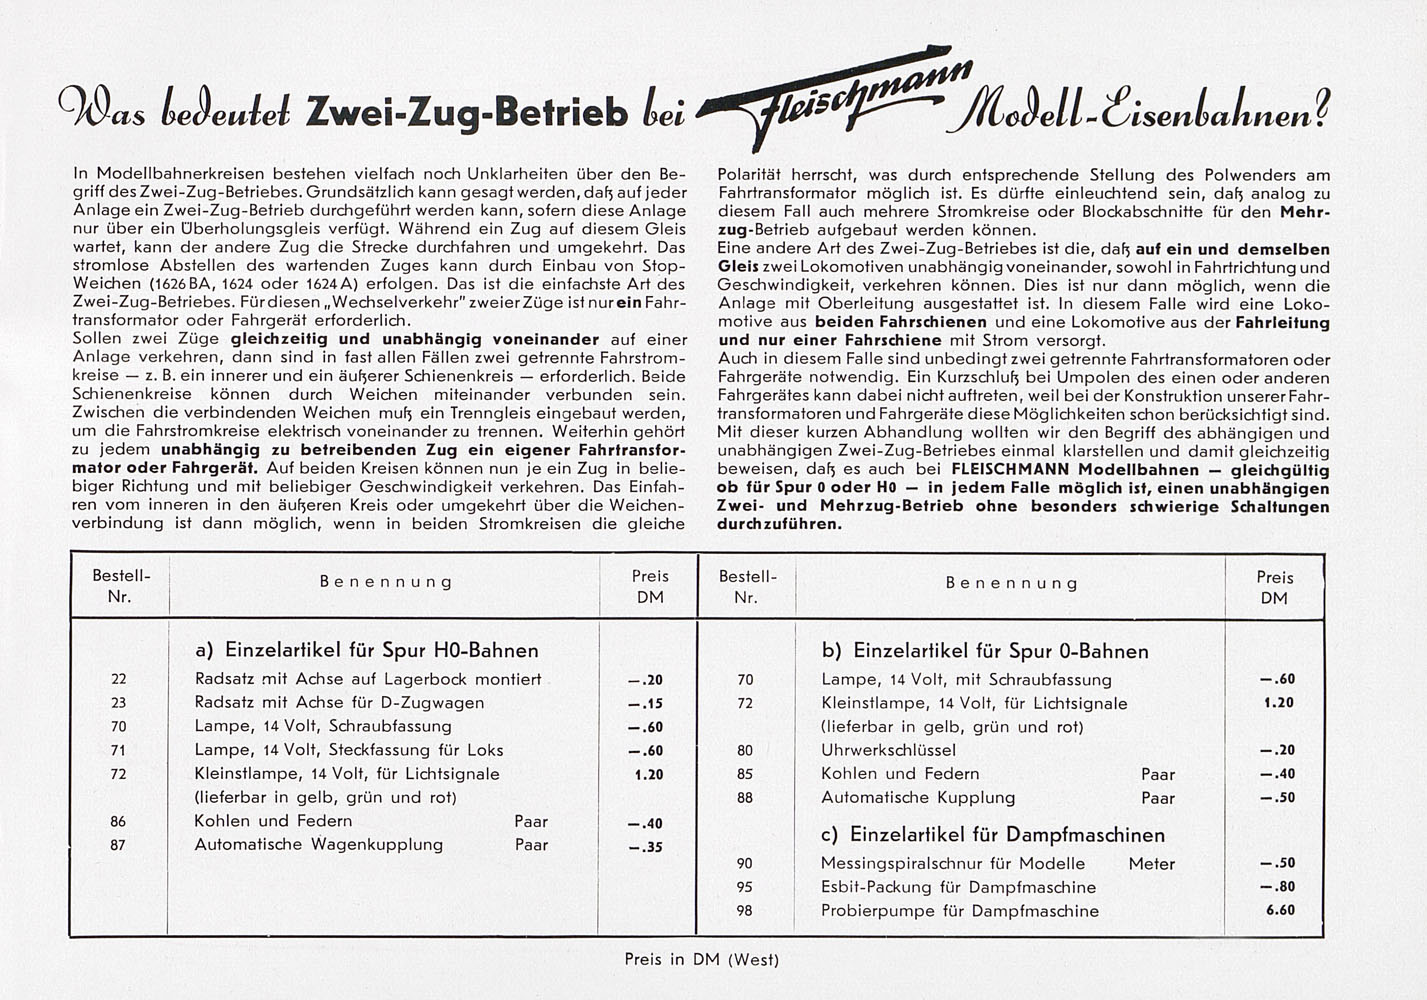 Was bedeutet Zwei-Zug-Betrieb bei Fleischmann Modell-Eisenbahnen?
In Modellbahnerkreisen bestehen vielfach noch Unklarheiten über den Be-
griff des Zwei-Zug-Betriebes. Grundsätzlich kann gesagt werden, daß auf jeder
Anlage ein Zwei-Zug-Betrieb durchgeführt werden kann, sofern diese Anlage
nur über ein Überholungsgleis verfügt. Während ein Zug auf diesem Gleis
wartet, kann der andere Zug die Strecke durchfahren und umgekehrt. Das
stromlose Abstellen des wartenden Zuges kann durch Einbau von Stop-
Weichen (1626 BA, 1624 oder 1624 A) erfolgen. Das ist die einfachste Art des
Zwei-Zug-Betriebes. Für diesen „Wechselverkehr" zweier Züge ist nur ein Fahr-
transformator oder Fahrgerät erforderlich.
Sollen zwei Züge gleichzeitig und unabhängig voneinander auf einer
Anlage verkehren, dann sind in fast allen Fällen zwei getrennte Fahrstrom-
kreise — z. B. ein innerer und ein äußerer Schienenkreis — erforderlich. Beide
Schienenkreise können durch Weichen miteinander verbunden sein.
Zwischen die verbindenden Weichen muß ein Trenngleis eingebaut werden,
um die Fahrstromkreise elektrisch voneinander zu trennen. Weiterhin gehört
zu jedem unabhängig zu betreibenden Zug ein eigener Fahrtransfor-
mator oder Fahrgerät. Auf beiden Kreisen können nun je ein Zug in belie-
biger Richtung und mit beliebiger Geschwindigkeit verkehren. Das Einfah-
ren vom inneren in den äußeren Kreis oder umgekehrt über die Weichen-
verbindung ist dann möglich, wenn in beiden Stromkreisen die gleiche
Polarität herrscht, was durch entsprechende Stellung des Polwenders am
Fahrtransformator möglich ist. Es dürfte einleuchtend sein, daß analog zu
diesem Fall auch mehrere Stromkreise oder Blockabschnitte für den Mehr-
zug-Betrieb aufgebaut werden können.
Eine andere Art des Zwei-Zug-Betriebes ist die, daß auf ein und demselben
Gleis zwei Lokomotiven unabhängig voneinander, sowohl in Fahrtrichtung und
Geschwindigkeit, verkehren können. Dies ist nur dann möglich, wenn die
Anlage mit Oberleitung ausgestattet ist. In diesem Falle wird eine Loko-
motive aus beiden Fahrschienen und eine Lokomotive aus der Fahrleitung
und nur einer Fahrschiene mit Strom versorgt.
Auch in diesem Falle sind unbedingt zwei getrennte Fahrtransformatoren oder
Fahrgeräte notwendig. Ein Kurzschluß bei Umpolen des einen oder anderen
Fahrgerätes kann dabei nicht auftreten, weil bei der Konstruktion unserer Fahr-
transformatoren und Fahrgeräte diese Möglichkeiten schon berücksichtigt sind.
Mit dieser kurzen Abhandlung wollten wir den Begriff des abhängigen und
unabhängigen Zwei-Zug-Betriebes einmal klarstellen und damit gleichzeitig
beweisen, daß es auch bei FLEISCHMANN Modellbahnen — gleichgültig
ob für Spur 0 oder H0 — in jedem Falle möglich ist, einen unabhängigen
Zwei- und Mehrzug-Betrieb ohne besonders schwierige Schaltungen
durchzuführen.
Bestell-Nr. Benennung Preis DM
a) Einzelartikel für Spur H0-Bahnen
22 Radsatz mit Achse auf Lagerbock montiert —.20
23 Radsatz mit Achse für D-Zugwagen —.15
70 Lampe, 14 Volt, Schraubfassung —.60
71 Lampe, 14 Volt, Steckfassung für Loks —.60
72 Kleinstlampe, 14 Volt, für Lichtsignale 1.20
(lieferbar in gelb, grün und rot)
86 Kohlen und Federn Paar —.40
87 Automatische Wagenkupplung Paar —.35
Bestell-Nr. Benennung Preis DM
b) Einzelartikel für Spur 0-Bahnen
70 Lampe, 14 Volt, mit Schraubfassung —.60
72 Kleinstlampe, 14 Volt, für Lichtsignale 1.20
(lieferbar in gelb, grün und rot)
80 Uhrwerkschlüssel —.20
85 Kohlen und Federn Paar —.40
88 Automatische Kupplung Paar —.50
c) Einzelartikel für Dampfmaschinen
90 Messingspiralschnur für Modelle Meter —.50
95 Esbit-Packung für Dampfmaschine —.80
98 Probierpumpe für Dampfmaschine 6.60
Preis in DM (West)